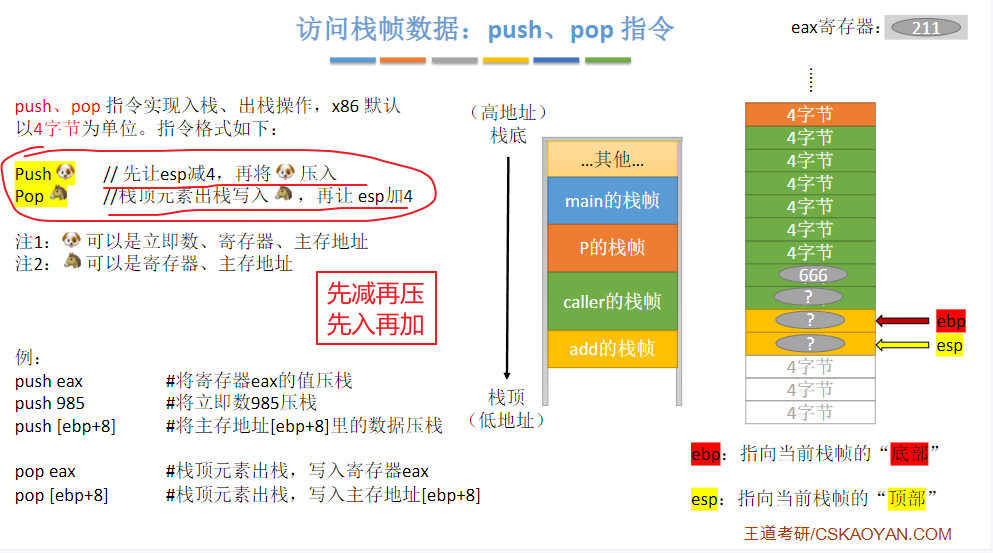 访问栈帧数据：push、pop 指令
eax寄存器：
211
push、pop 指令实现入栈、出栈操作，x86 默认
以4字节为单位。指令格式如下：
Push 🐶 // 先让esp减4，再将 🐶 压入
Pop 🐴 //栈顶元素出栈写入 🐴 ，再让 esp加4
注1：🐶 可以是立即数、寄存器、主存地址
注2：🐴 可以是寄存器、主存地址
先减再压
先入再加
例：
push eax #将寄存器eax的值压栈
push 985 #将立即数985压栈
push [ebp+8] #将主存地址[ebp+8]里的数据压栈
pop eax #栈顶元素出栈，写入寄存器eax
pop [ebp+8] #栈顶元素出栈，写入主存地址[ebp+8]
（高地址）
栈底
栈顶
（低地址）
...其他...
main的栈帧
P的栈帧
caller的栈帧
add的栈帧
......
4字节
4字节
4字节
4字节
4字节
4字节
4字节
666
?
?
ebp
?
esp
4字节
4字节
4字节
ebp：指向当前栈帧的“底部”
esp：指向当前栈帧的“顶部”
王道考研/CSKAOYAN.COM